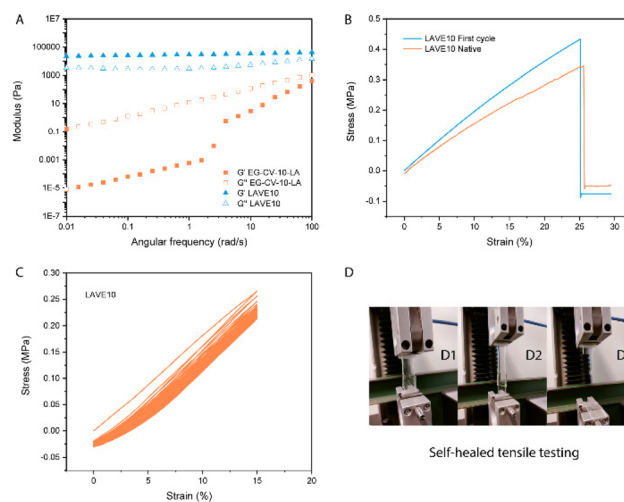 A
Modulus (Pa)
1E7
100000
1000
10
0.1
0.001
1E-5
1E-7
G' EG-CV-10-LA
G'' EG-CV-10-LA
G' LAVE10
G'' LAVE10
0.01 0.1 1 10 100
Angular frequency (rad/s)
B
Stress (MPa)
0.5
0.4
0.3
0.2
0.1
0.0
-0.1
LAVE10 First cycle
LAVE10 Native
0 5 10 15 20 25 30
Strain (%)
C
Stress (MPa)
0.30
0.25
0.20
0.15
0.10
0.05
0.00
-0.05
LAVE10
0 5 10 15 20
Strain (%)
D
D1
D2
D
Self-healed tensile testing